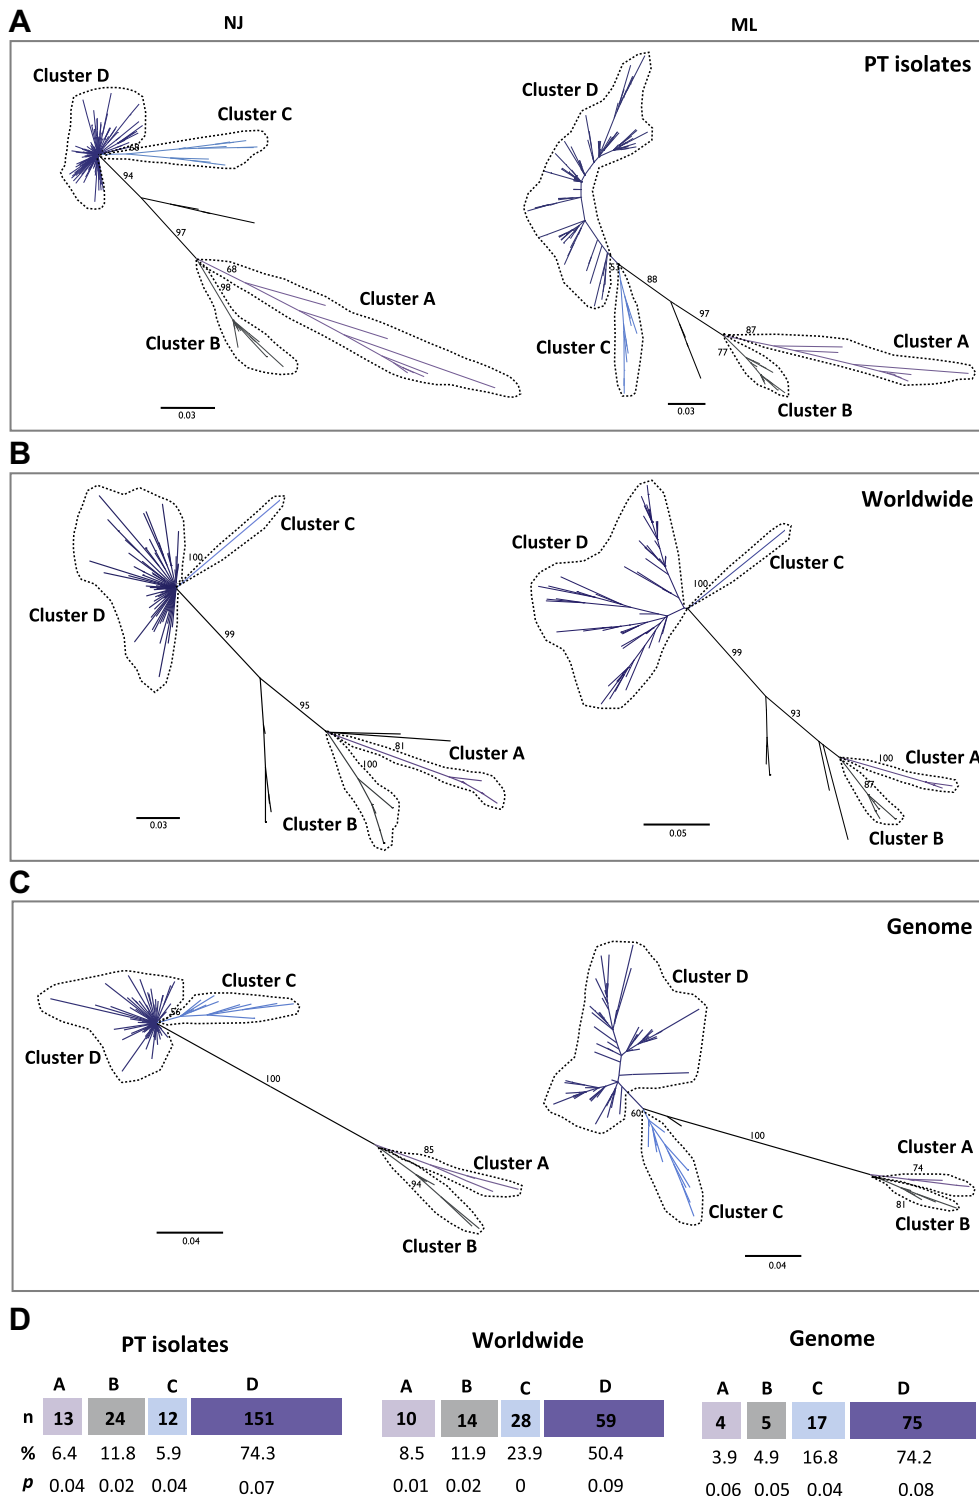 A
NJ
ML
PT isolates
Cluster D
Cluster C
68
94
97
68
98
Cluster A
Cluster B
0.03
Cluster D
88
97
87
77
Cluster C
Cluster A
Cluster B
0.03
B
Worldwide
Cluster C
100
Cluster D
99
95
81
Cluster A
100
Cluster B
0.03
Cluster D
Cluster C
100
99
93
100
Cluster A
87
Cluster B
0.05
C
Genome
Cluster C
56
Cluster D
100
85
Cluster A
94
Cluster B
0.04
Cluster D
60
100
Cluster A
74
81
Cluster C
Cluster B
0.04
D
PT isolates
Worldwide
Genome
A B C D A B C D A B C D
n 13 24 12 151 10 14 28 59 4 5 17 75
% 6.4 11.8 5.9 74.3 8.5 11.9 23.9 50.4 3.9 4.9 16.8 74.2
p 0.04 0.02 0.04 0.07 0.01 0.02 0 0.09 0.06 0.05 0.04 0.08